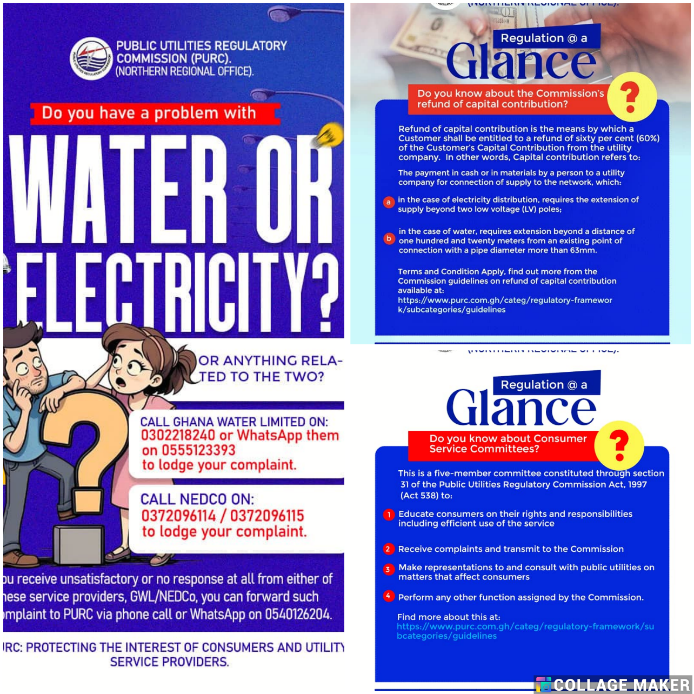 PUBLIC UTILITIES REGULATORY
COMMISSION (PURC).
(NORTHERN REGIONAL OFFICE).
Do you have a problem with
WATER OR
ELECTRICITY?
OR ANYTHING RELA-
TED TO THE TWO?
CALL GHANA WATER LIMITED ON:
0302218240 or WhatsApp them
on 0555123393
to lodge your complaint.
CALL NEDCO ON:
0372096114 / 0372096115
to lodge your complaint.
ou receive unsatisfactory or no response at all from either of
hese service providers, GWL/NEDCo, you can forward such
omplaint to PURC via phone call or WhatsApp on 0540126204.
URC: PROTECTING THE INTEREST OF CONSUMERS AND UTILITY
SERVICE PROVIDERS.
(NORTHERN REGIONAL OFFICE).
Regulation @ a
Glance
Do you know about the Commission's
refund of capital contribution?
?
Refund of capital contribution is the means by which a
Customer shall be entitled to a refund of sixty per cent (60%)
of the Customer's Capital Contribution from the utility
company. In other words, Capital contribution refers to:
The payment in cash or in materials by a person to a utility
company for connection of supply to the network, which:
a in the case of electricity distribution, requires the extension of
supply beyond two low voltage (LV) poles;
b in the case of water, requires extension beyond a distance of
one hundred and twenty meters from an existing point of
connection with a pipe diameter more than 63mm.
Terms and Condition Apply, find out more from the
Commission guidelines on refund of capital contribution
available at:
https://www.purc.com.gh/categ/regulatory-framewor
k/subcategories/guidelines
(NORTHERN REGIONAL OFFICE).
Regulation @ a
Glance
Do you know about Consumer
Service Committees?
?
This is a five-member committee constituted through section
31 of the Public Utilities Regulatory Commission Act, 1997
(Act 538) to:
1 Educate consumers on their rights and responsibilities
including efficient use of the service
2 Receive complaints and transmit to the Commission
3 Make representations to and consult with public utilities on
matters that affect consumers
4 Perform any other function assigned by the Commission.
Find more about this at:
https://www.purc.com.gh/categ/regulatory-framework/su
bcategories/guidelines
COLLAGE MAKER